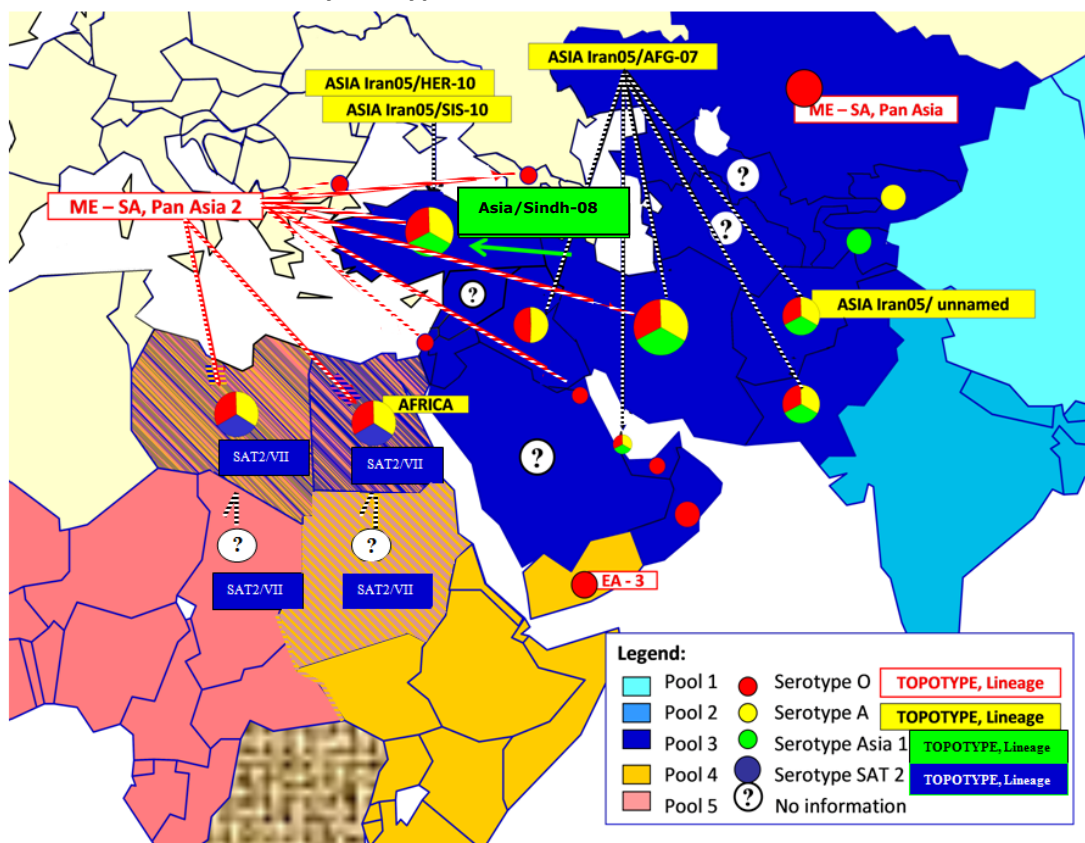 ASIA Iran05/AFG-07
ASIA Iran05/HER-10
ASIA Iran05/SIS-10
ME – SA, Pan Asia
?
ME – SA, Pan Asia 2
Asia/Sindh-08
?
?
ASIA Iran05/ unnamed
AFRICA
SAT2/VII
SAT2/VII
?
?
?
SAT2/VII
SAT2/VII
EA - 3
Legend:
Pool 1
Pool 2
Pool 3
Pool 4
Pool 5
Serotype O
Serotype A
Serotype Asia 1
Serotype SAT 2
? No information
TOPOTYPE, Lineage
TOPOTYPE, Lineage
TOPOTYPE, Lineage
TOPOTYPE, Lineage